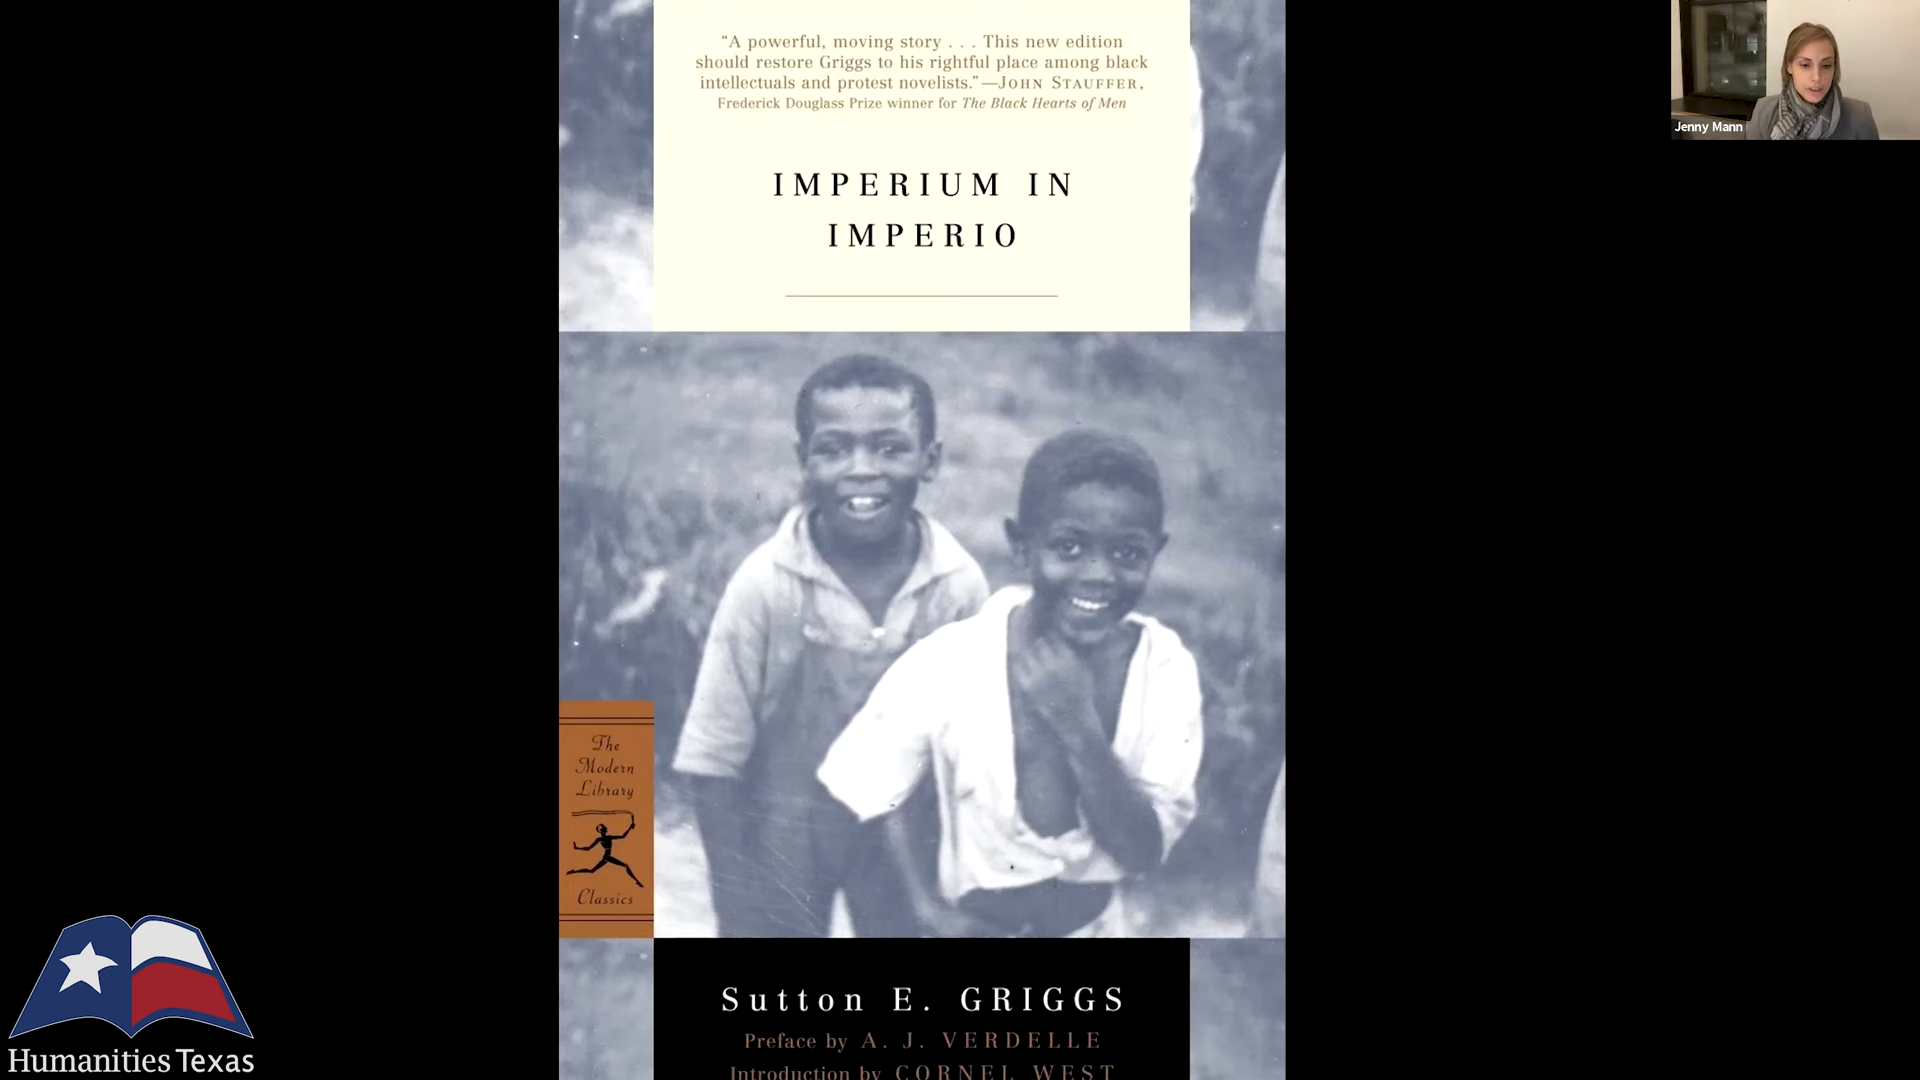 “A powerful, moving story . . . This new edition
should restore Griggs to his rightful place among black
intellectuals and protest novelists.”—JOHN STAUFFER,
Frederick Douglass Prize winner for The Black Hearts of Men
IMPERIUM IN
IMPERIO
The
Modern
Library
Classics
Sutton E. GRIGGS
Preface by A. J. VERDELLE
Introduction by CORNEL WEST
Jenny Mann
Humanities Texas